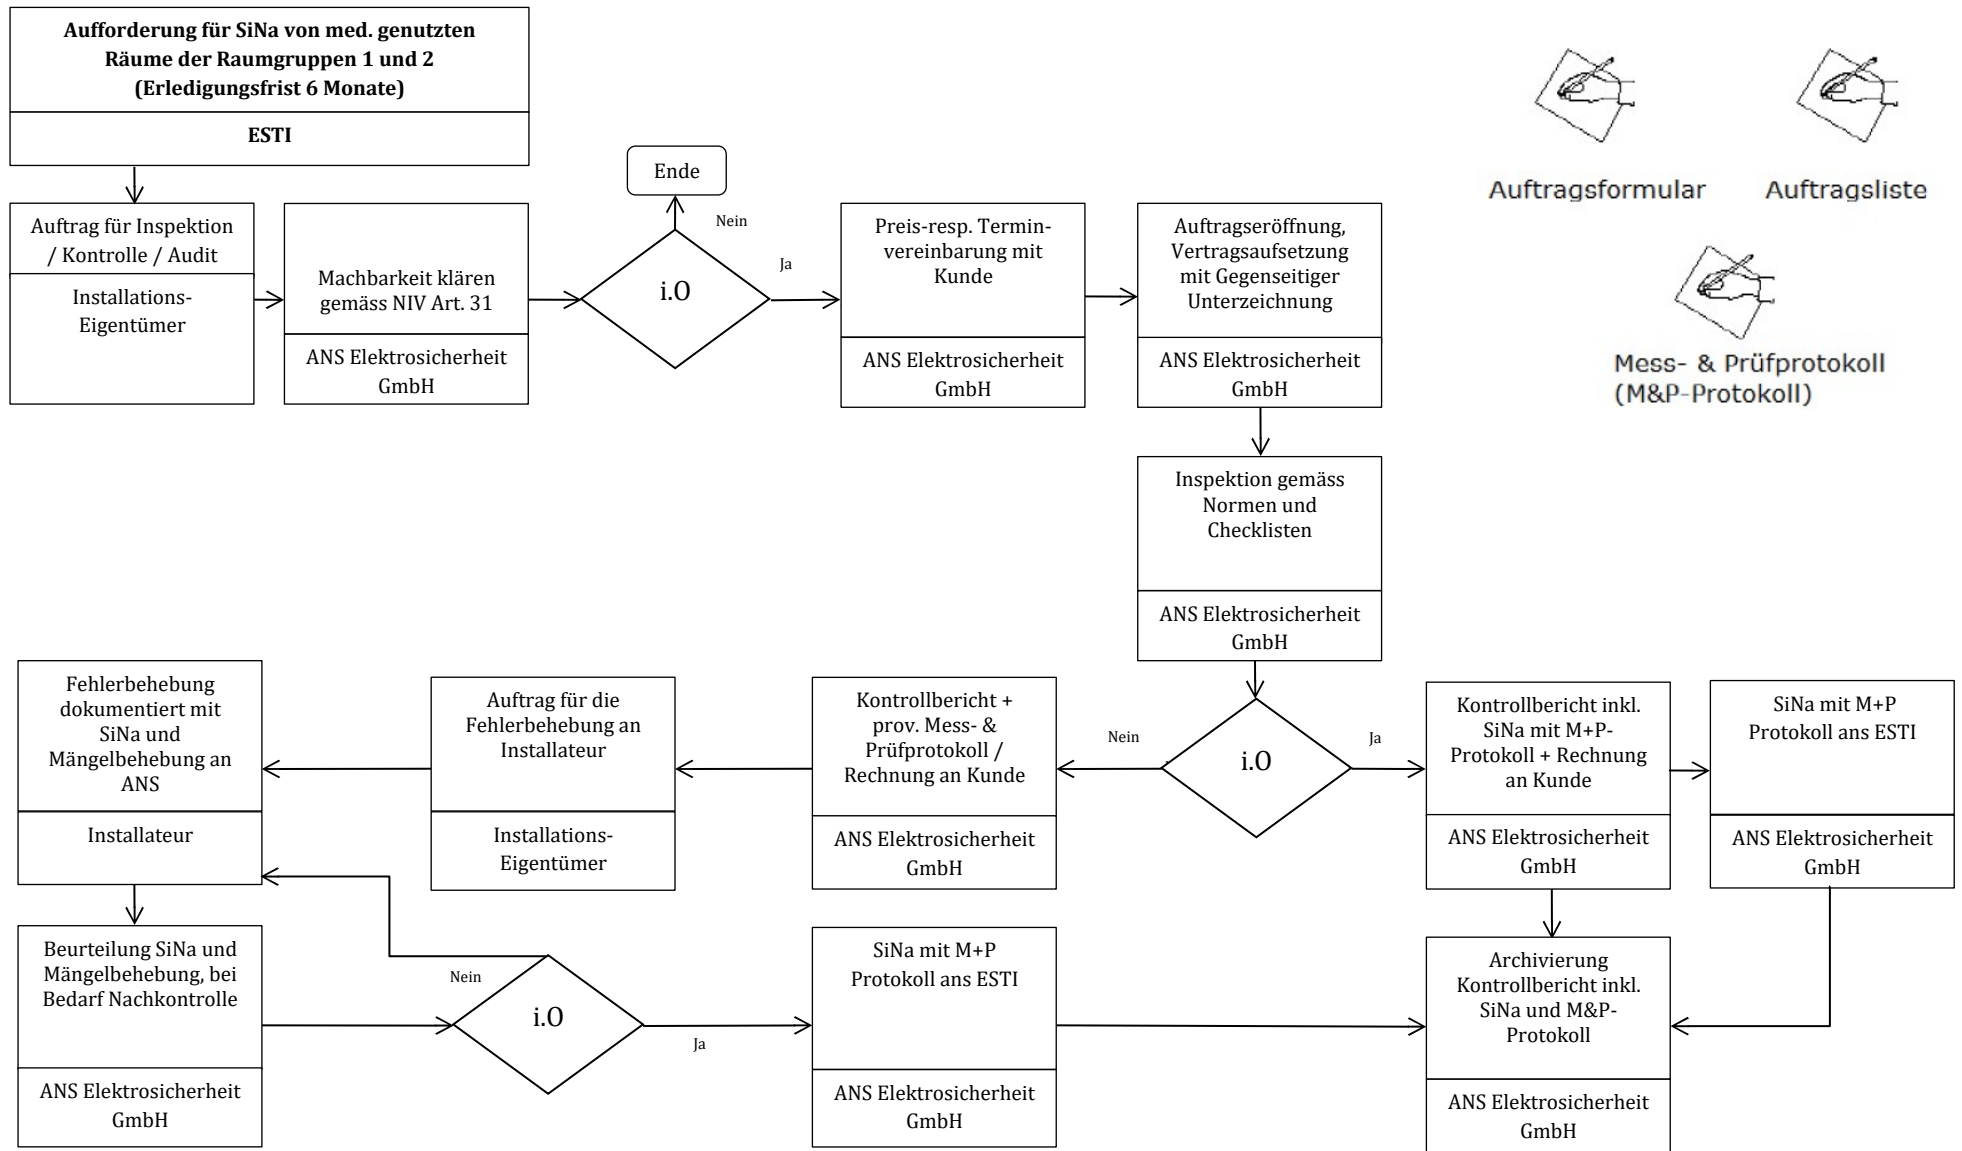 Aufforderung für SiNa von med. genutzten
Räume der Raumgruppen 1 und 2
(Erledigungsfrist 6 Monate)
ESTI
Auftragsformular
Auftragsliste
Mess- & Prüfprotokoll
(M&P-Protokoll)
Auftrag für Inspektion
/ Kontrolle / Audit
Installations-
Eigentümer
Machbarkeit klären
gemäss NIV Art. 31
ANS Elektrosicherheit
GmbH
Ende
Nein
i.O
Ja
Preis-resp. Termin-
vereinbarung mit
Kunde
ANS Elektrosicherheit
GmbH
Auftragseröffnung,
Vertragsaufsetzung
mit Gegenseitiger
Unterzeichnung
ANS Elektrosicherheit
GmbH
Inspektion gemäss
Normen und
Checklisten
ANS Elektrosicherheit
GmbH
i.O
Ja
Kontrollbericht inkl.
SiNa mit M+P-
Protokoll + Rechnung
an Kunde
ANS Elektrosicherheit
GmbH
SiNa mit M+P
Protokoll ans ESTI
ANS Elektrosicherheit
GmbH
Nein
Kontrollbericht +
prov. Mess- &
Prüfprotokoll /
Rechnung an Kunde
ANS Elektrosicherheit
GmbH
Auftrag für die
Fehlerbehebung an
Installateur
Installations-
Eigentümer
Fehlerbehebung
dokumentiert mit
SiNa und
Mängelbehebung an
ANS
Installateur
Beurteilung SiNa und
Mängelbehebung, bei
Bedarf Nachkontrolle
ANS Elektrosicherheit
GmbH
Nein
i.O
Ja
SiNa mit M+P
Protokoll ans ESTI
ANS Elektrosicherheit
GmbH
Archivierung
Kontrollbericht inkl.
SiNa und M&P-
Protokoll
ANS Elektrosicherheit
GmbH